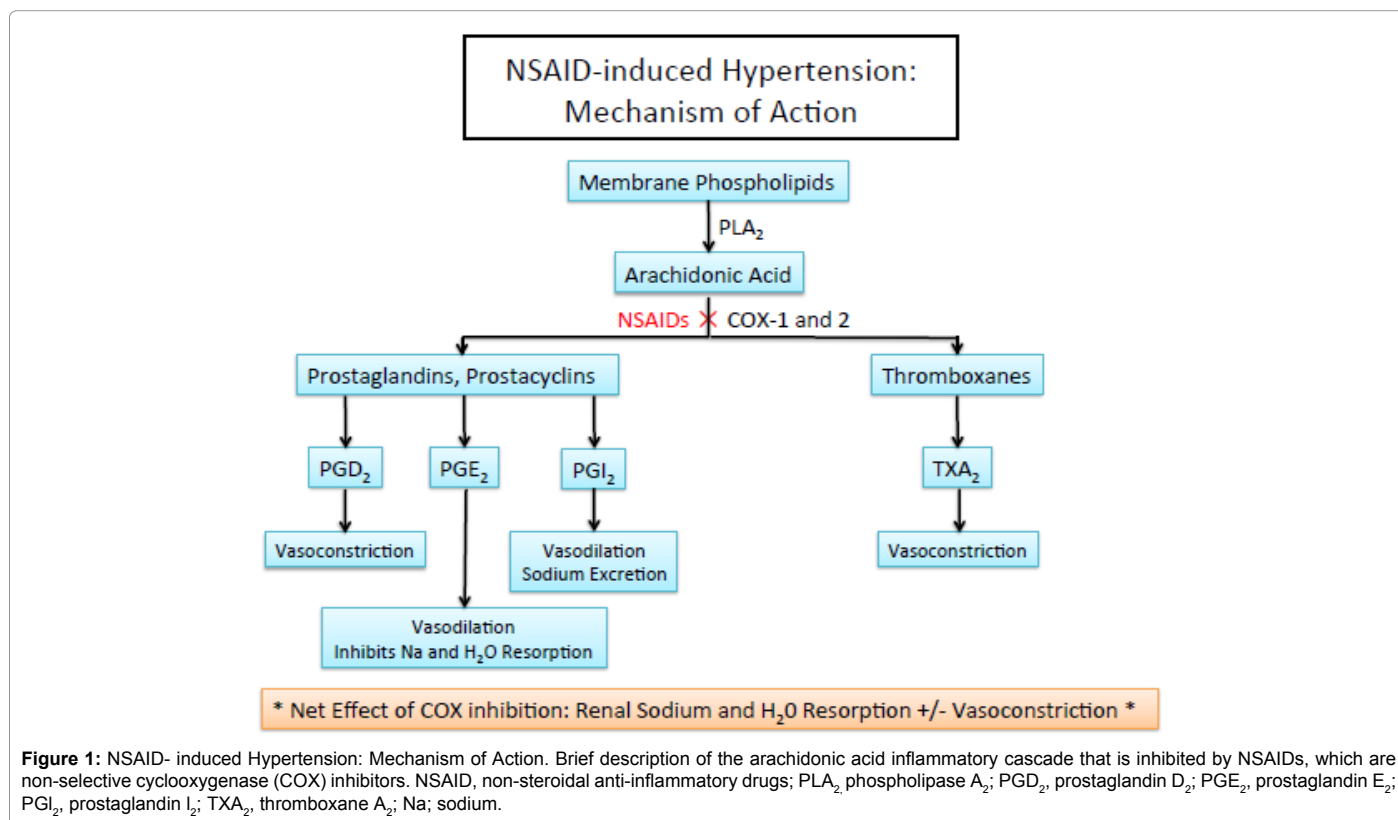 NSAID-induced Hypertension:
Mechanism of Action
Membrane Phospholipids
PLA₂
Arachidonic Acid
NSAIDs ✕ COX-1 and 2
Prostaglandins, Prostacyclins
Thromboxanes
PGD₂
PGE₂
PGI₂
TXA₂
Vasoconstriction
Vasodilation
Sodium Excretion
Vasoconstriction
Vasodilation
Inhibits Na and H₂O Resorption
* Net Effect of COX inhibition: Renal Sodium and H₂0 Resorption +/- Vasoconstriction *
Figure 1: NSAID- induced Hypertension: Mechanism of Action. Brief description of the arachidonic acid inflammatory cascade that is inhibited by NSAIDs, which are
non-selective cyclooxygenase (COX) inhibitors. NSAID, non-steroidal anti-inflammatory drugs; PLA₂, phospholipase A₂; PGD₂, prostaglandin D₂; PGE₂, prostaglandin E₂;
PGI₂, prostaglandin I₂; TXA₂, thromboxane A₂; Na; sodium.